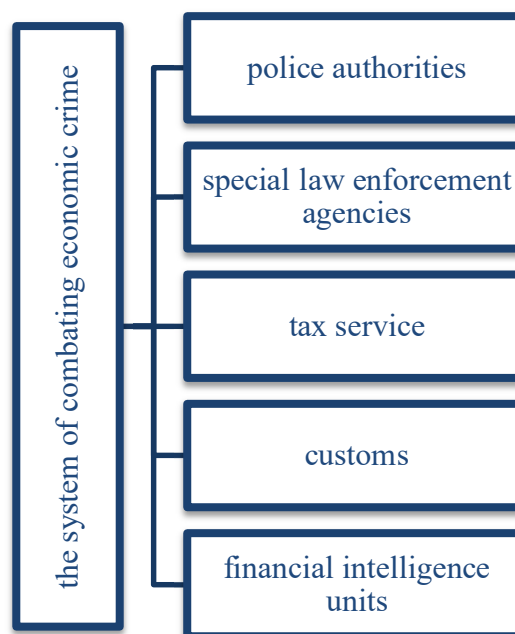 the system of combating economic crime
police authorities
special law enforcement
agencies
tax service
customs
financial intelligence
units